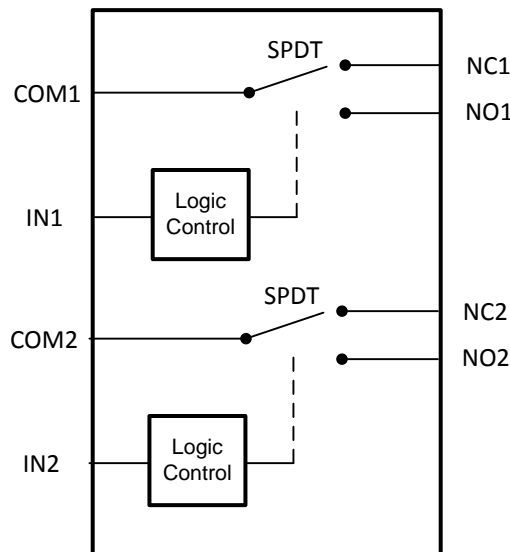 SPDT
NC1
COM1
NO1
Logic
Control
IN1
SPDT
NC2
COM2
NO2
Logic
Control
IN2